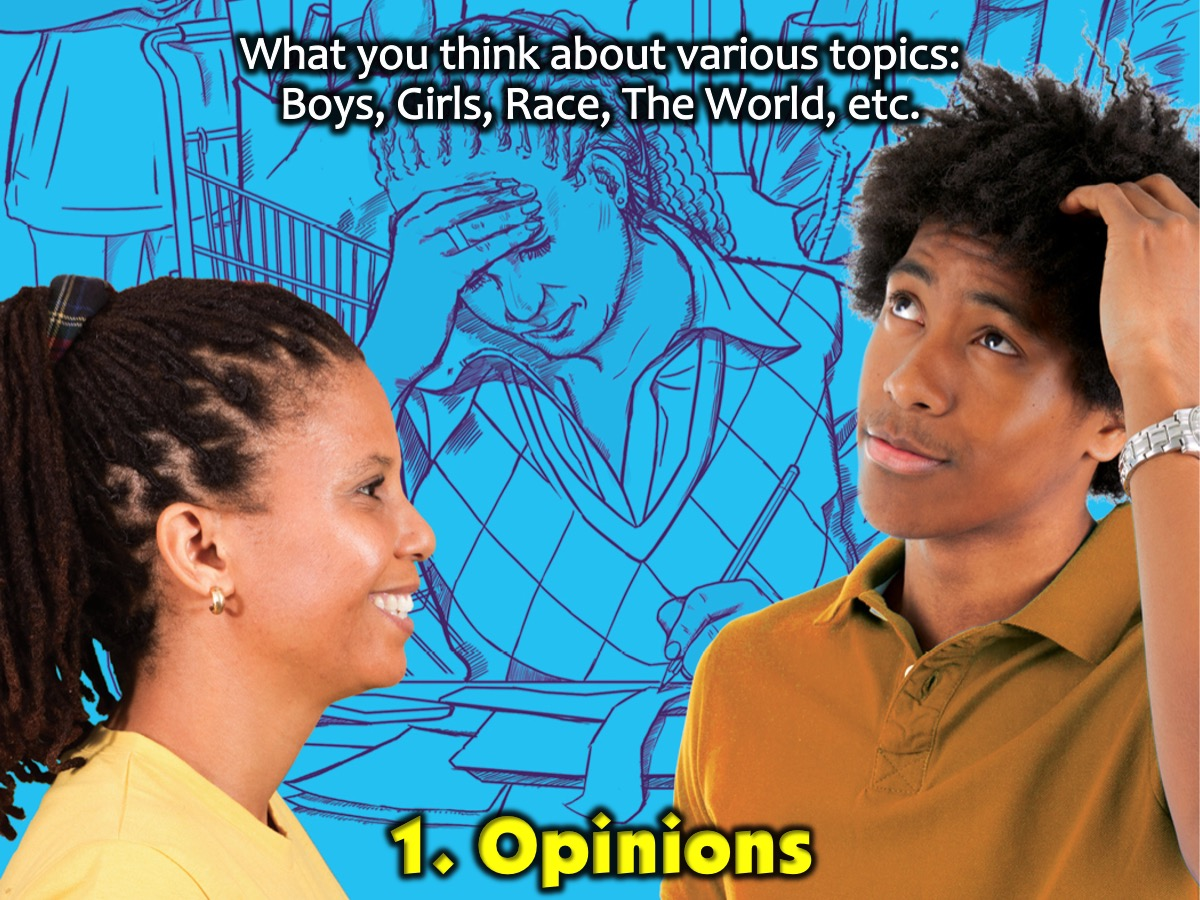 What you think about various topics:
Boys, Girls, Race, The World, etc.
1. Opinions